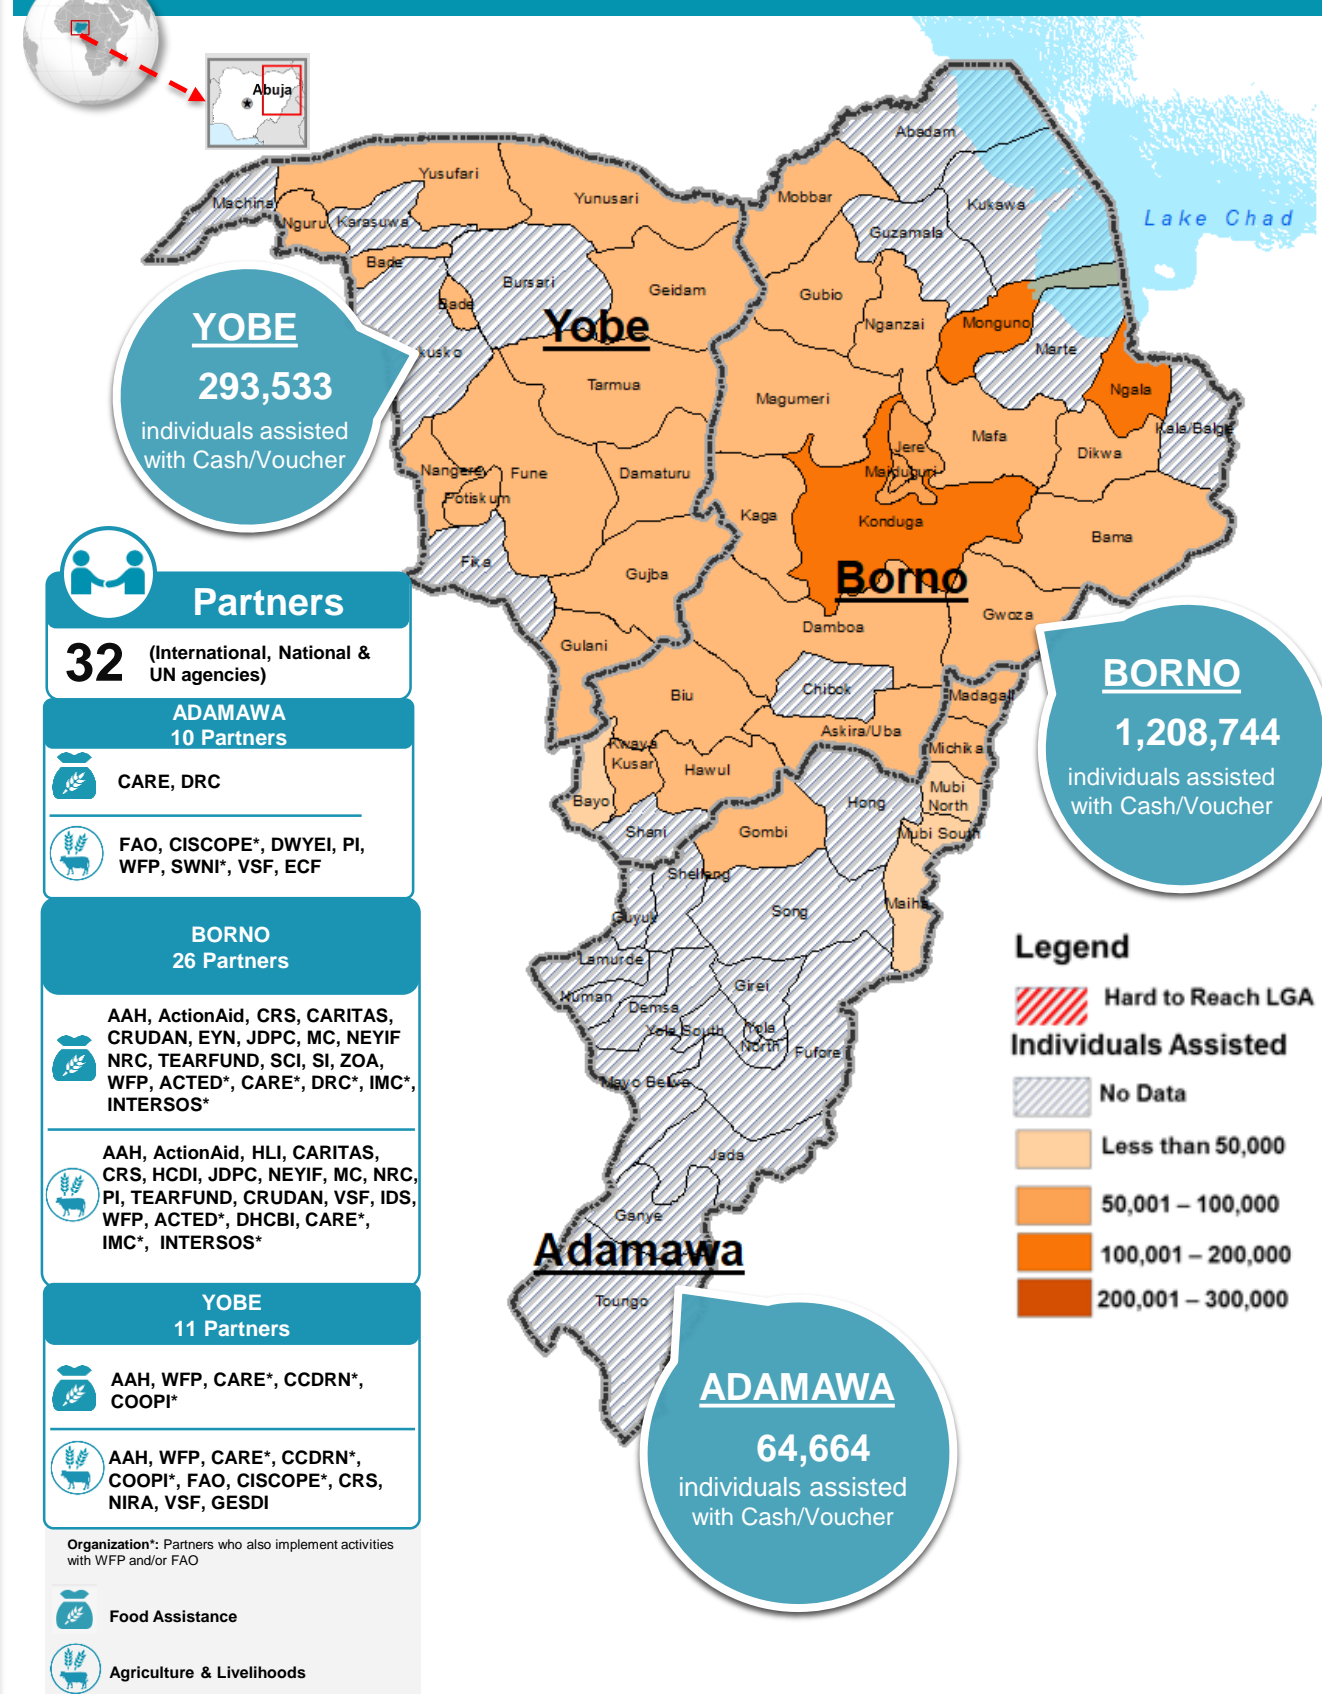 Abuja
Abadam
Yusufari
Yunusari
Mobbar
Machina
Kukawa
Lake Chad
Nguru
Karasuwa
Guzamala
Bade
Bursari
Geidam
Gubio
Bade
Nganzai
Monguno
Yobe
Marte
kusko
Tarmua
Magumeri
Ngala
Kala/Balge
Jere
Mafa
Dikwa
Nangere
Fune
Damaturu
Maiduguri
Potiskum
Kaga
Konduga
Bama
Fika
Gujba
Borno
Gwoza
Damboa
Gulani
Biu
Chibok
Madagali
Askira/Uba
Kwaya
Kusar
Hawul
Michika
Bayo
Hong
Mubi
North
Shani
Gombi
Mubi South
Shelleng
Guyuk
Song
Maiha
Lamurde
Numan
Demsa
Girei
Yola South
Yola
North
Fufore
Mayo Belwa
Jada
Ganye
Adamawa
Toungo
YOBE
293,533
individuals assisted
with Cash/Voucher
BORNO
1,208,744
individuals assisted
with Cash/Voucher
ADAMAWA
64,664
individuals assisted
with Cash/Voucher
Partners
32 (International, National &
UN agencies)
ADAMAWA
10 Partners
CARE, DRC
FAO, CISCOPE*, DWYEI, PI,
WFP, SWNI*, VSF, ECF
BORNO
26 Partners
AAH, ActionAid, CRS, CARITAS,
CRUDAN, EYN, JDPC, MC, NEYIF
NRC, TEARFUND, SCI, SI, ZOA,
WFP, ACTED*, CARE*, DRC*, IMC*,
INTERSOS*
AAH, ActionAid, HLI, CARITAS,
CRS, HCDI, JDPC, NEYIF, MC, NRC,
PI, TEARFUND, CRUDAN, VSF, IDS,
WFP, ACTED*, DHCBI, CARE*,
IMC*, INTERSOS*
YOBE
11 Partners
AAH, WFP, CARE*, CCDRN*,
COOPI*
AAH, WFP, CARE*, CCDRN*,
COOPI*, FAO, CISCOPE*, CRS,
NIRA, VSF, GESDI
Organization*: Partners who also implement activities
with WFP and/or FAO
Food Assistance
Agriculture & Livelihoods
Legend
Hard to Reach LGA
Individuals Assisted
No Data
Less than 50,000
50,001 – 100,000
100,001 – 200,000
200,001 – 300,000